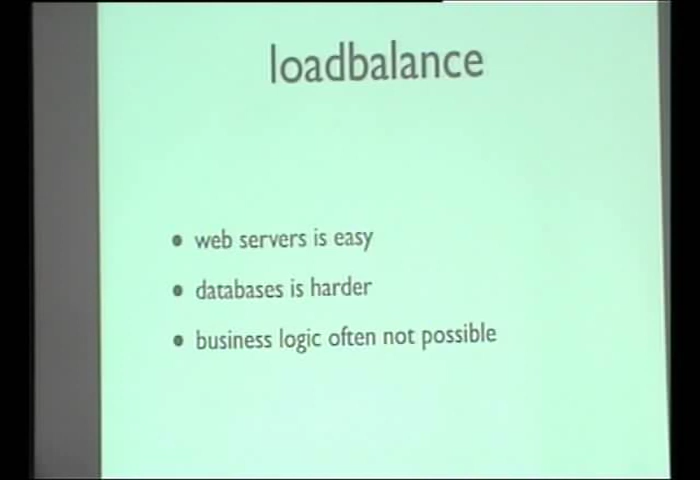 loadbalance
• web servers is easy
• databases is harder
• business logic often not possible